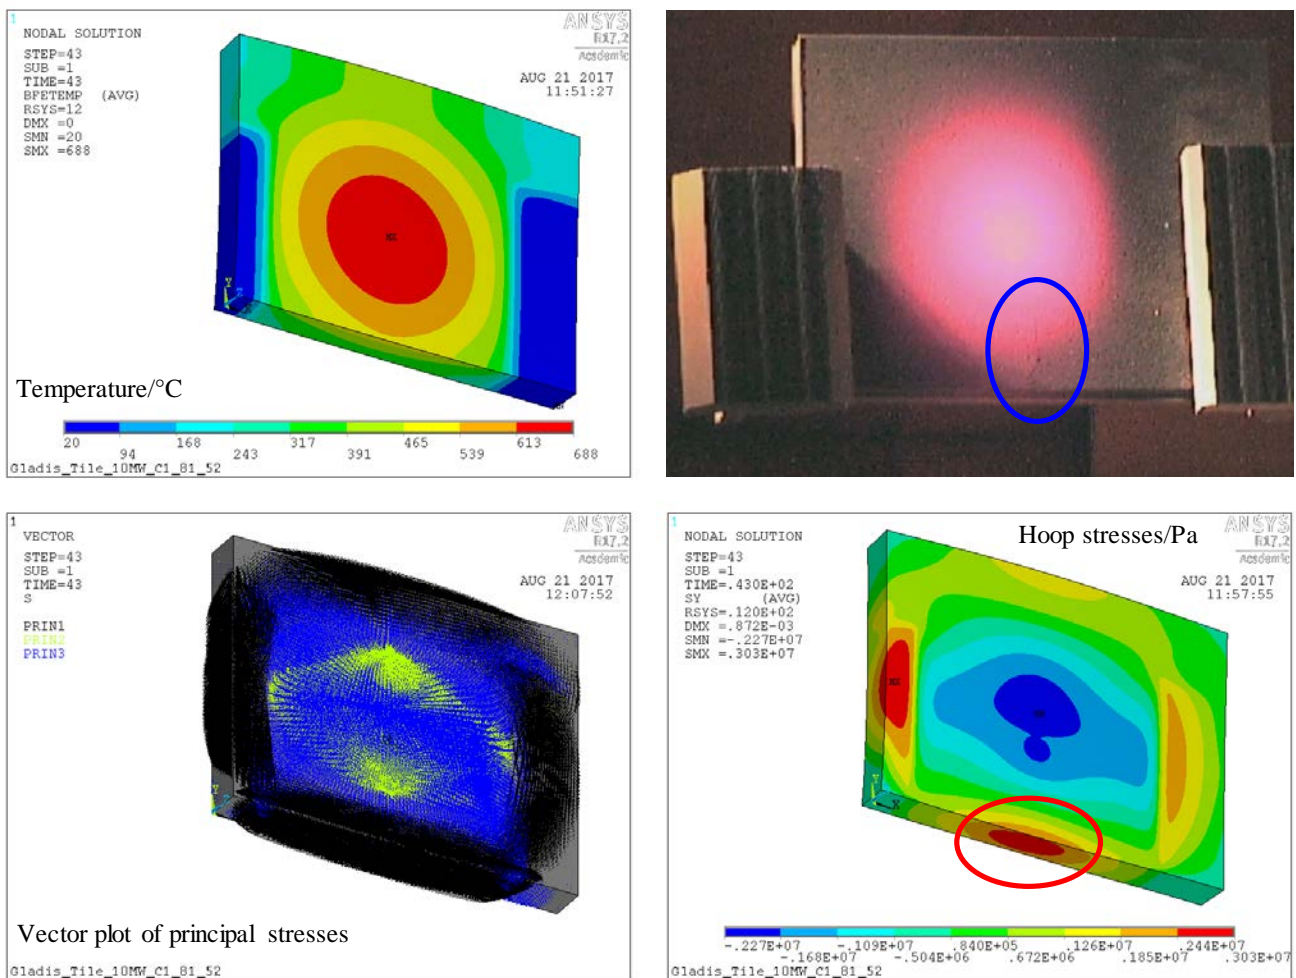 1
NODAL SOLUTION
STEP=43
SUB =1
TIME=43
BFETEMP (AVG)
RSYS=12
DMX =0
SMN =20
SMX =688
ANSYS
R17.2
Academic
AUG 21 2017
11:51:27
MX
Y
Z
Temperature/°C
20 94 168 243 317 391 465 539 613 688
Gladis_Tile_10MW_C1_81_52
1
VECTOR
STEP=43
SUB =1
TIME=43
S
PRIN1
PRIN2
PRIN3
ANSYS
R17.2
Academic
AUG 21 2017
12:07:52
Y
Z
Vector plot of principal stresses
Gladis_Tile_10MW_C1_81_52
1
NODAL SOLUTION
STEP=43
SUB =1
TIME=.430E+02
SY (AVG)
RSYS=.120E+02
DMX =.872E-03
SMN =-.227E+07
SMX =.303E+07
Hoop stresses/Pa
ANSYS
R17.2
Academic
AUG 21 2017
11:57:55
MX
Y
X
-.227E+07 -.168E+07 -.109E+07 -.504E+06 .840E+05 .672E+06 .126E+07 .185E+07 .244E+07 .303E+07
Gladis_Tile_10MW_C1_81_52